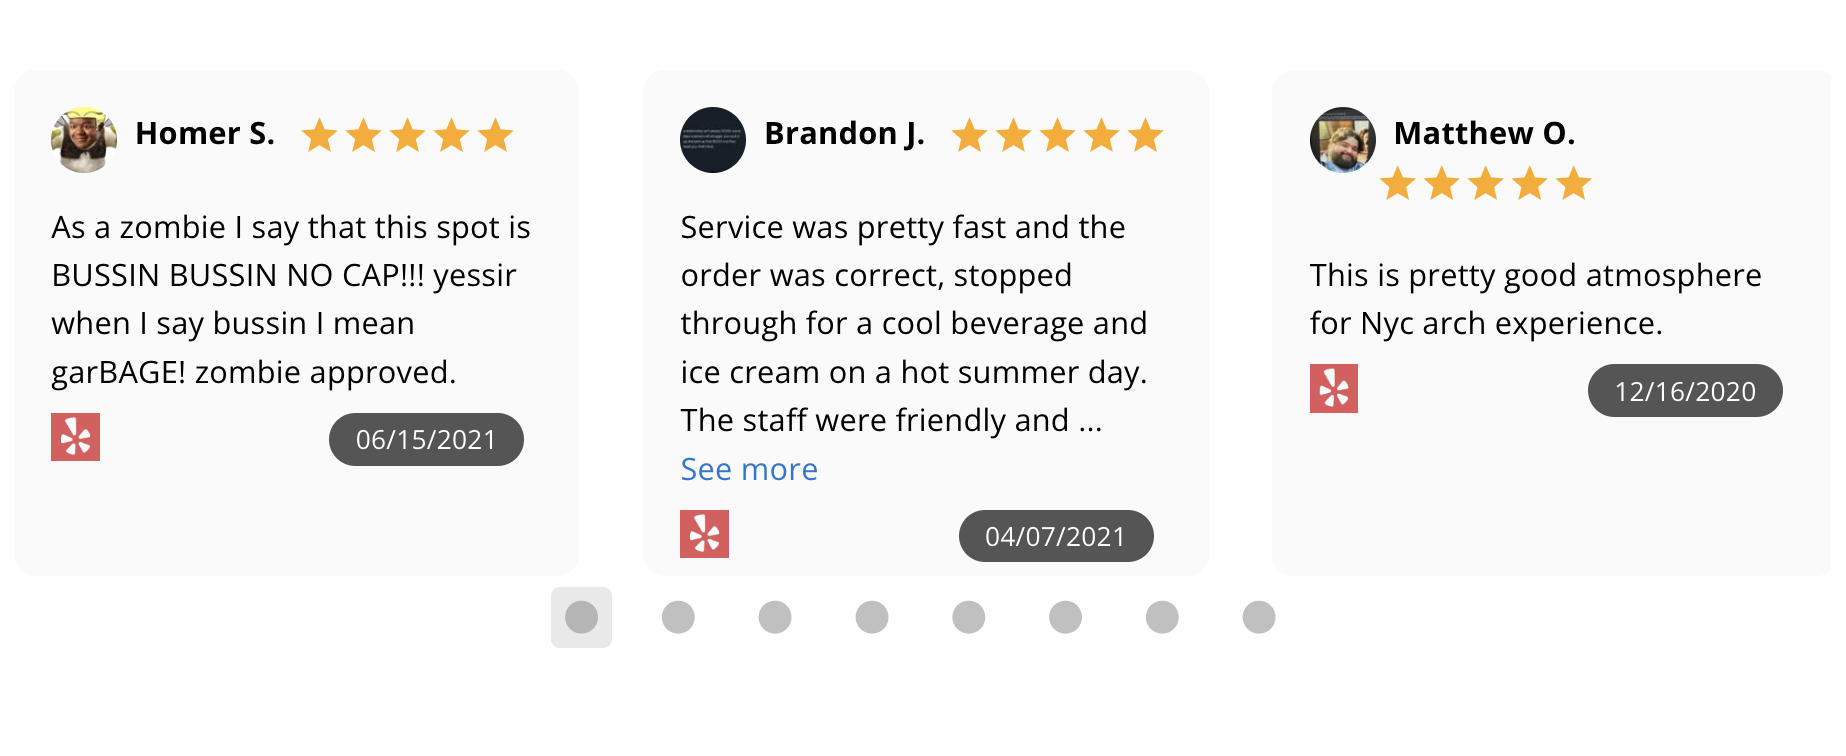 Homer S.
As a zombie I say that this spot is
BUSSIN BUSSIN NO CAP!!! yessir
when I say bussin I mean
garBAGE! zombie approved.
06/15/2021
Brandon J.
Service was pretty fast and the
order was correct, stopped
through for a cool beverage and
ice cream on a hot summer day.
The staff were friendly and ...
See more
04/07/2021
Matthew O.
This is pretty good atmosphere
for Nyc arch experience.
12/16/2020